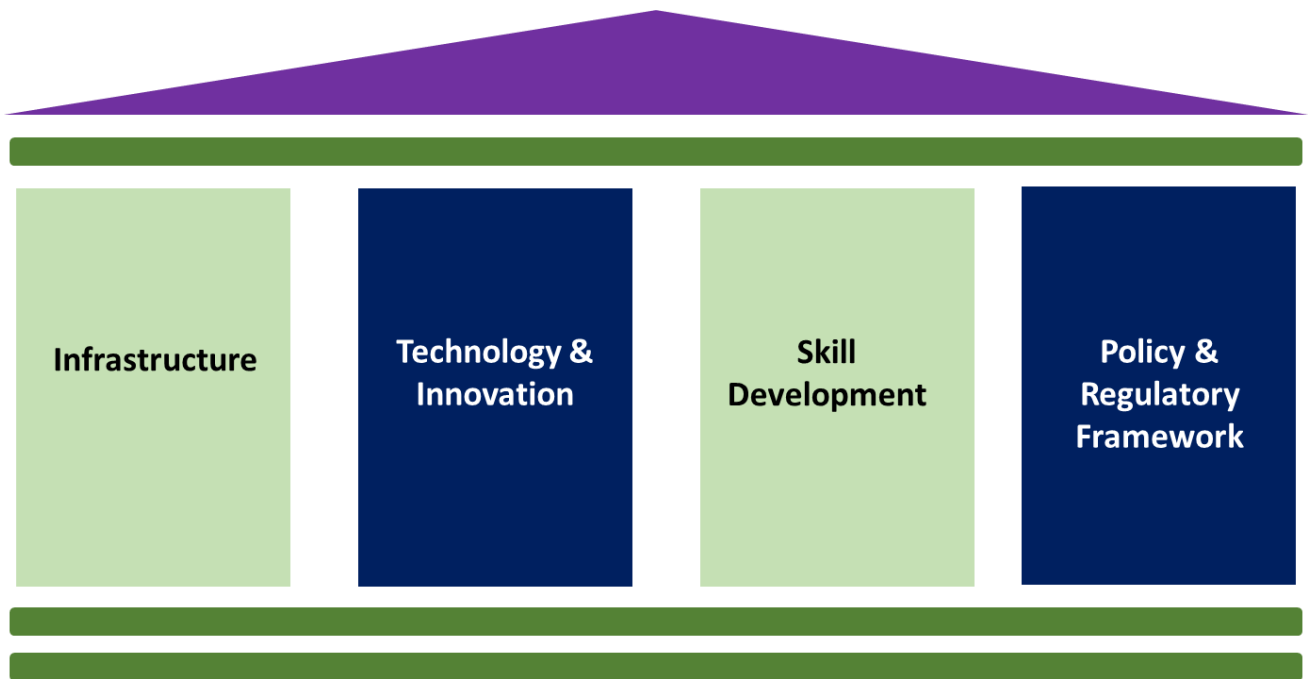 Infrastructure
Technology &
Innovation
Skill
Development
Policy &
Regulatory
Framework